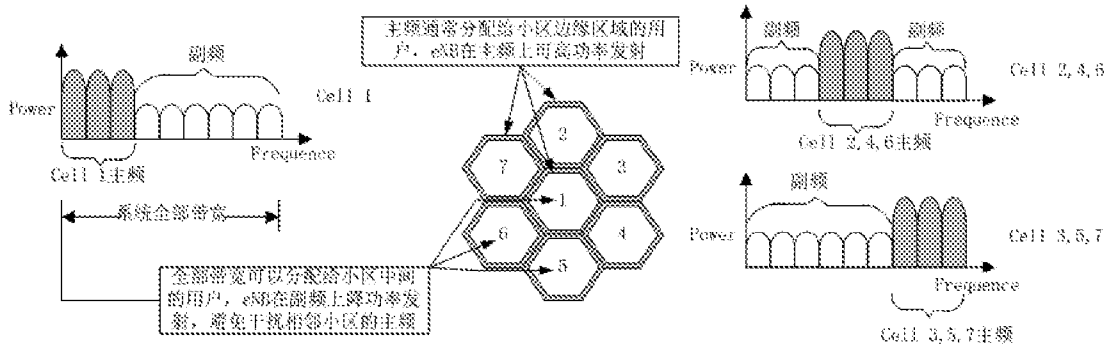 副频
Power
Cell 1
Frequence
Cell 1主频
系统全部带宽
主频通常分配给小区边缘区域的用
户，eNB在主频上可高功率发射
2
7
3
1
6
4
5
全部带宽可以分配给小区中间
的用户，eNB在副频上降功率发
射，避免干扰相邻小区的主频
副频
副频
Power
Cell 2,4,6
Frequence
Cell 2,4,6主频
副频
Power
Cell 3,5,7
Frequence
Cell 3,5,7主频